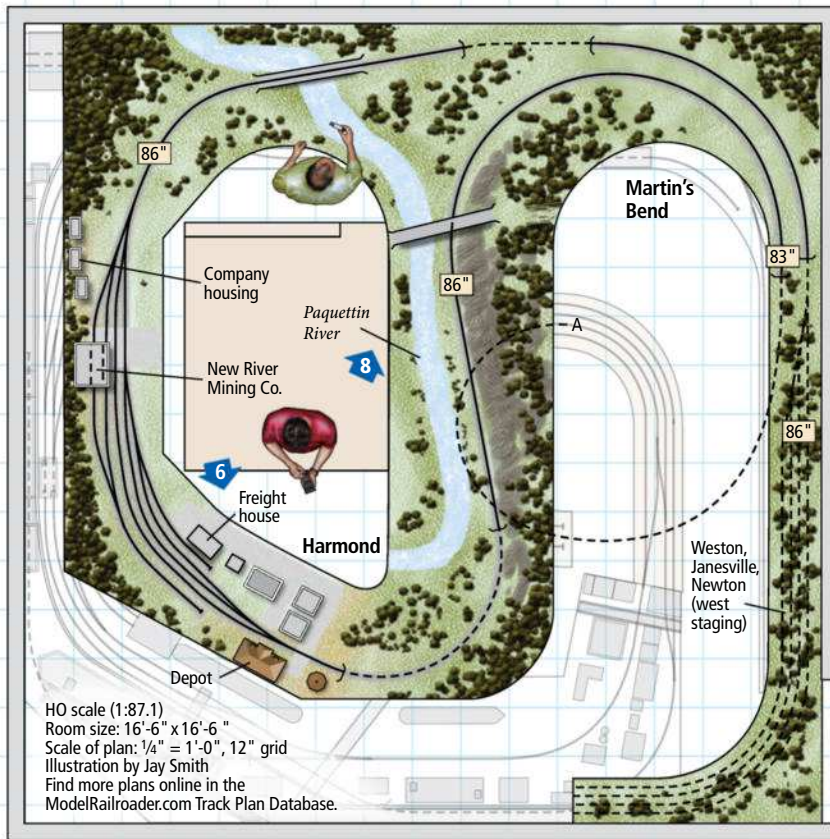 86"
Martin's
Bend
83"
Company
housing
Paquettin
River
86"
A
New River
Mining Co.
8
86"
6
Freight
house
Harmond
Weston,
Janesville,
Newton
(west
staging)
Depot
HO scale (1:87.1)
Room size: 16'-6" x 16'-6 "
Scale of plan: 1/4" = 1'-0", 12" grid
Illustration by Jay Smith
Find more plans online in the
ModelRailroader.com Track Plan Database.